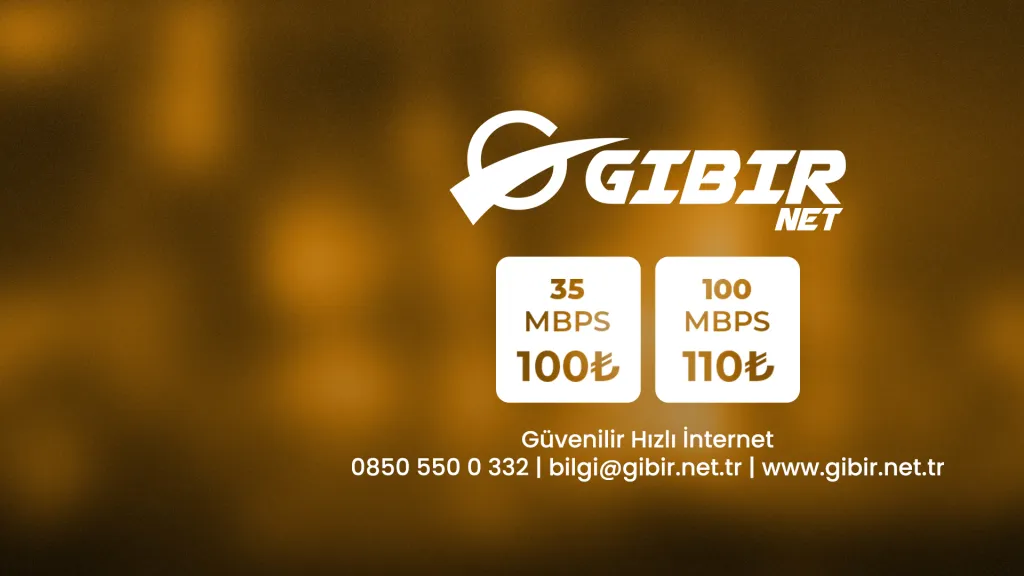 GIBIR
NET
35
MBPS
100₺
100
MBPS
110₺
Güvenilir Hızlı İnternet
0850 550 0 332 | bilgi@gibir.net.tr | www.gibir.net.tr